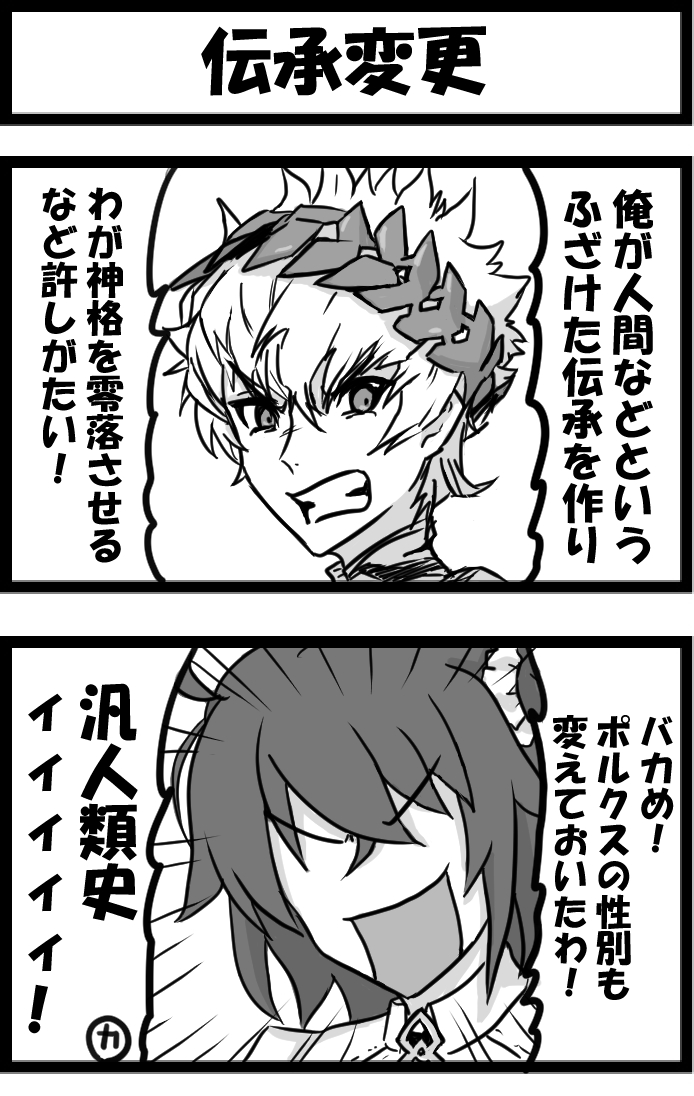 伝承変更
俺が人間などという
ふざけた伝承を作り
わが神格を零落させる
など許しがたい!
バカめ!
ポルクスの性別も
変えておいたわ!
汎人類史
ィィィィィ!
カ